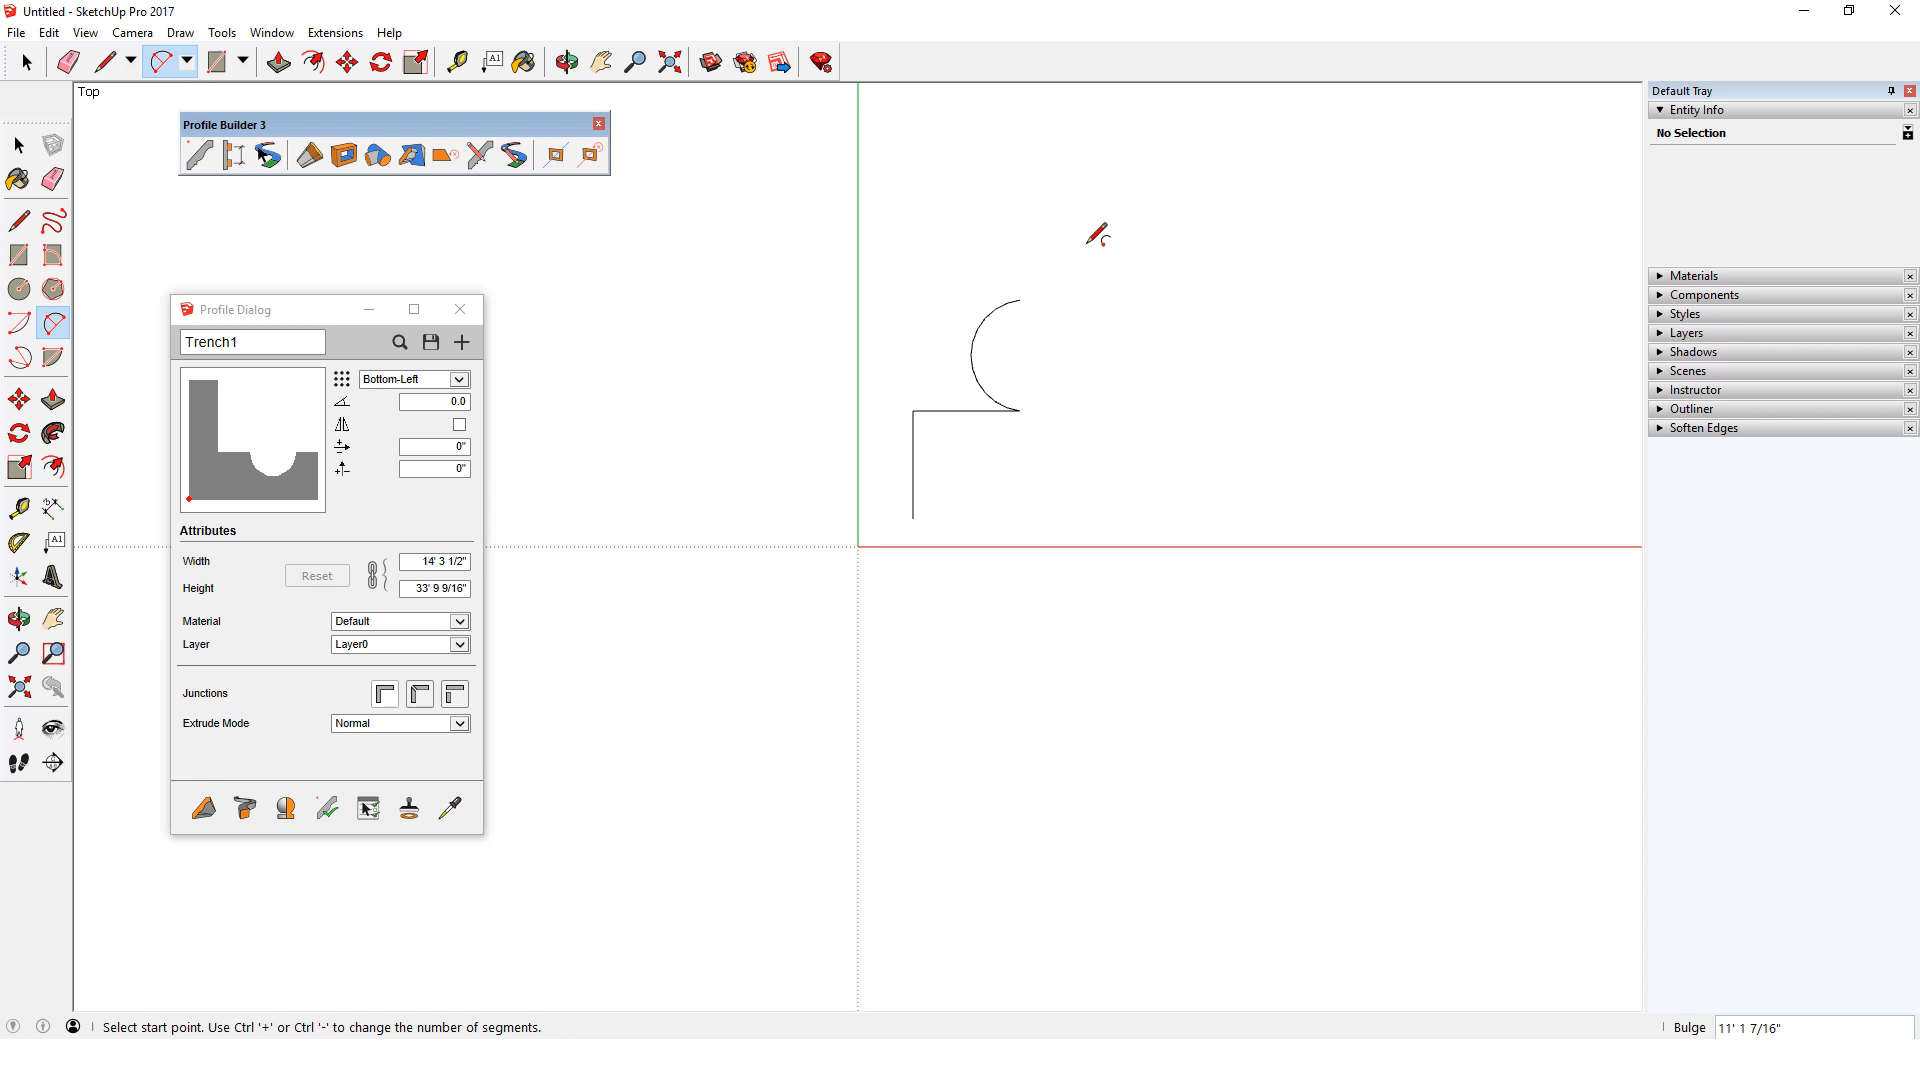 Untitled - SketchUp Pro 2017
File Edit View Camera Draw Tools Window Extensions Help
A1
Top
Profile Builder 3
Default Tray
Entity Info
No Selection
Materials
Components
Styles
Layers
Shadows
Scenes
Instructor
Outliner
Soften Edges
Profile Dialog
Trench1
Bottom-Left
0.0
0"
0"
Attributes
Width 14' 3 1/2"
Reset
Height 33' 9 9/16"
Material Default
Layer Layer0
Junctions
Extrude Mode Normal
A1
Select start point. Use Ctrl '+' or Ctrl '-' to change the number of segments.
Bulge 11' 1 7/16"